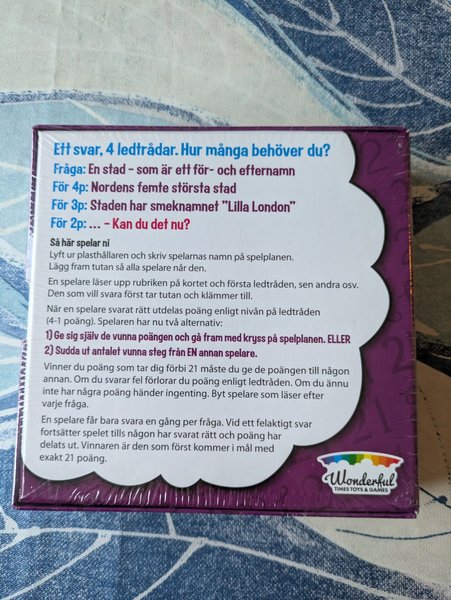 Ett svar, 4 ledtrådar. Hur många behöver du?
Fråga: En stad – som är ett för- och efternamn
För 4p: Nordens femte största stad
För 3p: Staden har smeknamnet ”Lilla London”
För 2p: ... – Kan du det nu?
Så här spelar ni
Lyft ur plasthållaren och skriv spelarnas namn på spelplanen.
Lägg fram tutan så alla spelare når den.
En spelare läser upp rubriken på kortet och första ledtråden, sen andra osv.
Den som vill svara först tar tutan och klämmer till.
När en spelare svarat rätt utdelas poäng enligt nivån på ledtråden
(4-1 poäng). Spelaren har nu två alternativ:
1) Ge sig själv de vunna poängen och gå fram med kryss på spelplanen. ELLER
2) Sudda ut antalet vunna steg från EN annan spelare.
Vinner du poäng som tar dig förbi 21 måste du ge de poängen till någon
annan. Om du svarar fel förlorar du poäng enligt ledtråden. Om du ännu
inte har några poäng händer ingenting. Byt spelare som läser efter
varje fråga.
En spelare får bara svara en gång per fråga. Vid ett felaktigt svar
fortsätter spelet tills någon har svarat rätt och poäng har
delats ut. Vinnaren är den som först kommer i mål med
exakt 21 poäng.
Wonderful
TIMES TOYS & GAMES